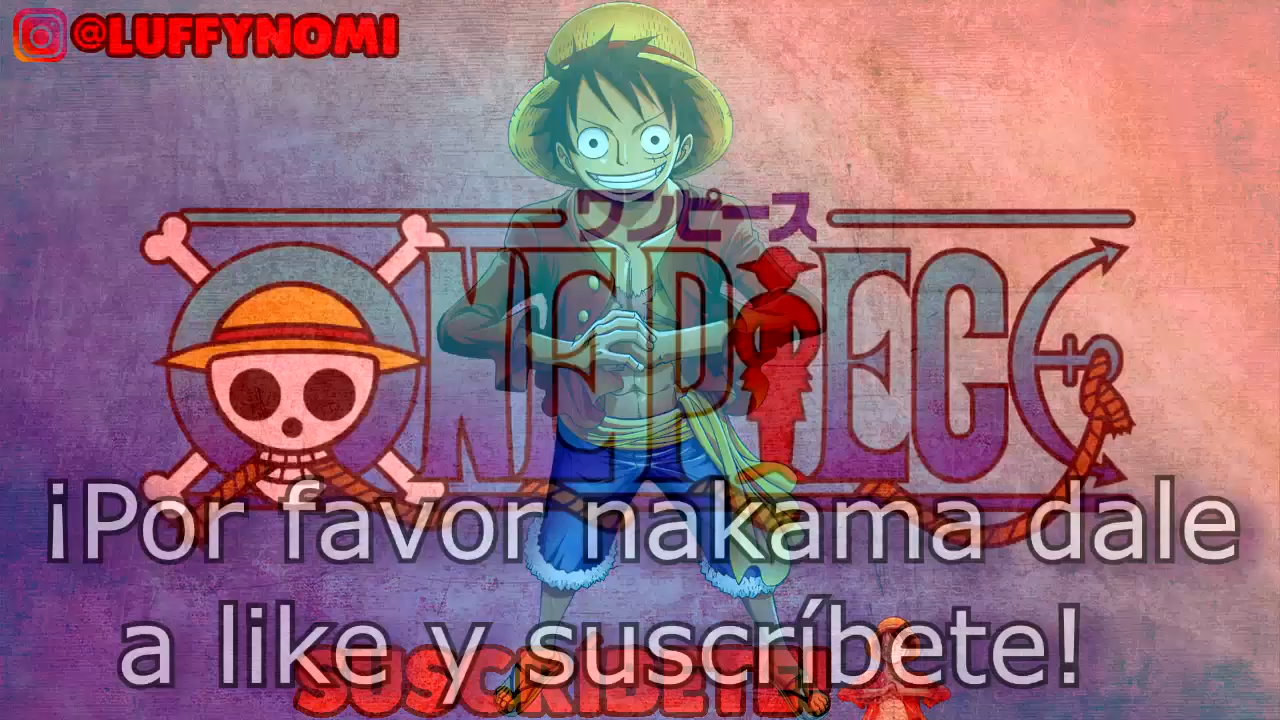 @LUFFYNOMI
ワンピース
ONE PIECE
¡Por favor nakama dale
a like y suscríbete!
SUSCRIBETE!